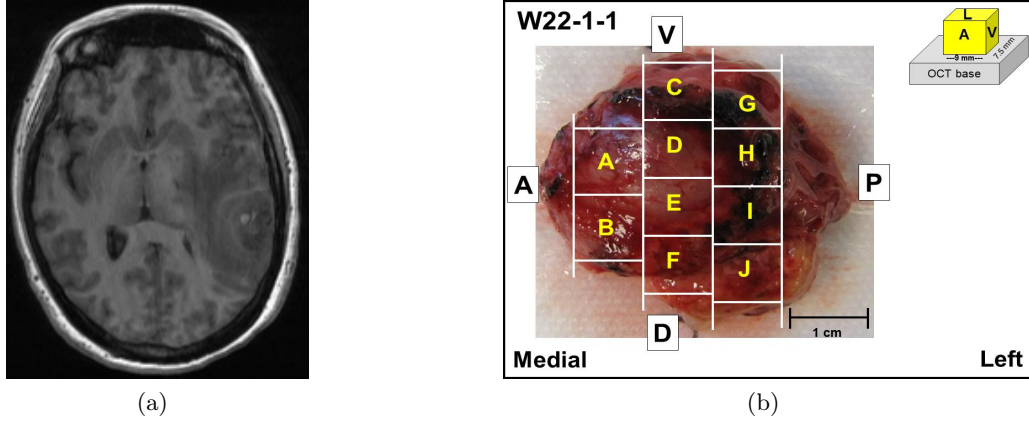 W22-1-1
V
L
A
V
---9 mm---
7.5 mm
OCT base
C
G
A
D
H
A
P
E
I
B
F
J
D
1 cm
Medial
Left
(a)
(b)